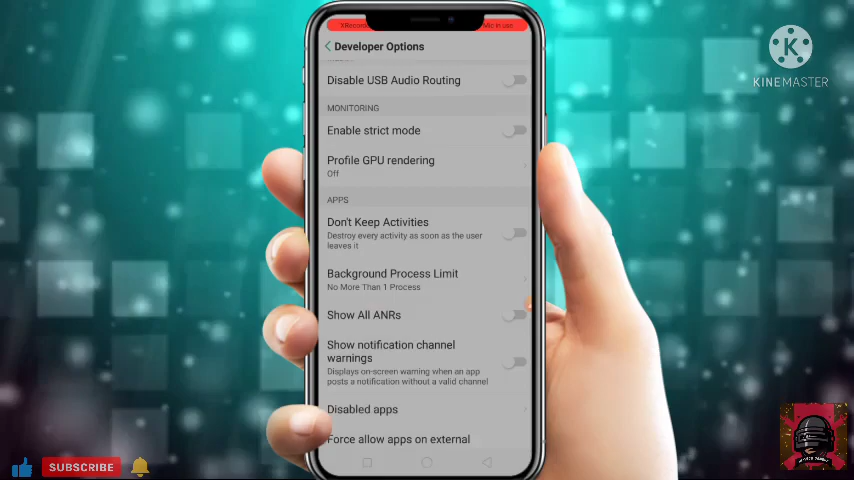 Mic in use
Developer Options
Disable USB Audio Routing
MONITORING
Enable strict mode
Profile GPU rendering
Off
APPS
Don't Keep Activities
Destroy every activity as soon as the user
leaves it
Background Process Limit
No More Than 1 Process
Show All ANRs
Show notification channel
warnings
Displays on-screen warning when an app
posts a notification without a valid channel
Disabled apps
Force allow apps on external
K
KINEMASTER
SUBSCRIBE